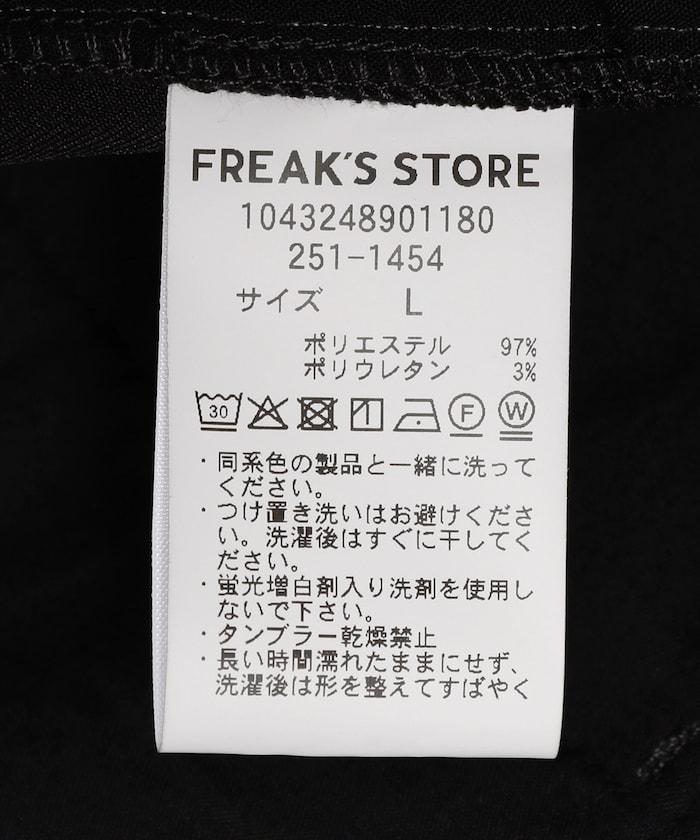 FREAK'S STORE
1043248901180
251-1454
サイズ L
ポリエステル 97%
ポリウレタン 3%
30 F W
・同系色の製品と一緒に洗って
ください。
・つけ置き洗いはお避けくださ
い。洗濯後はすぐに干してく
ださい。
・蛍光増白剤入り洗剤を使用し
ないで下さい。
・タンブラー乾燥禁止
・長い時間濡れたままにせず、
洗濯後は形を整えてすばやく